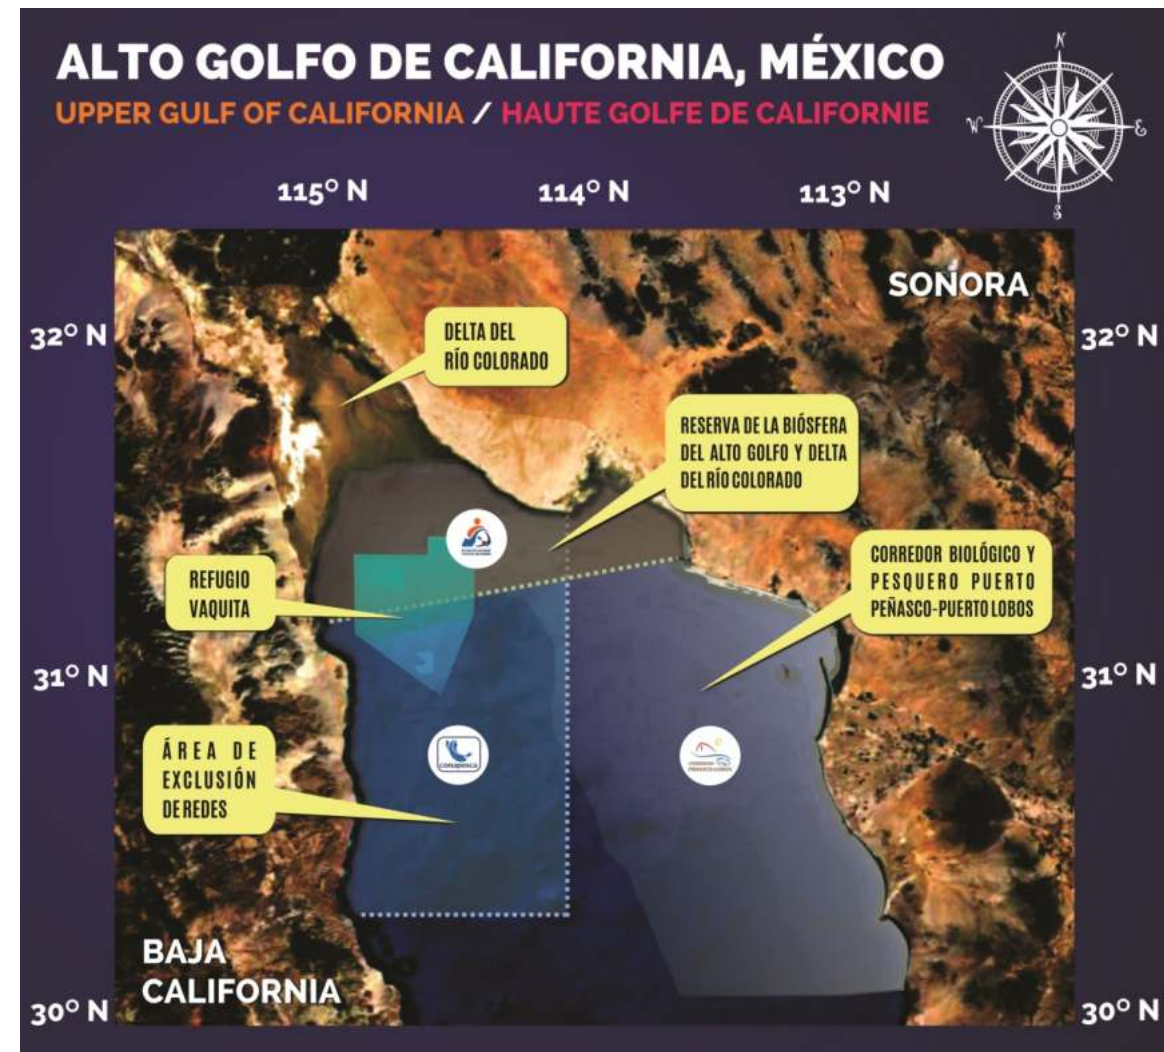 ALTO GOLFO DE CALIFORNIA, MÉXICO
UPPER GULF OF CALIFORNIA / HAUTE GOLFE DE CALIFORNIE
N
W
E
S
115° N
114° N
113° N
SONORA
32° N
32° N
DELTA DEL
RÍO COLORADO
RESERVA DE LA BIÓSFERA
DEL ALTO GOLFO Y DELTA
DEL RÍO COLORADO
CORREDOR BIOLÓGICO Y
PESQUERO PUERTO
PEÑASCO-PUERTO LOBOS
REFUGIO
VAQUITA
31° N
31° N
ÁREA DE
EXCLUSIÓN
DE REDES
conapesca
BAJA
CALIFORNIA
30° N
30° N